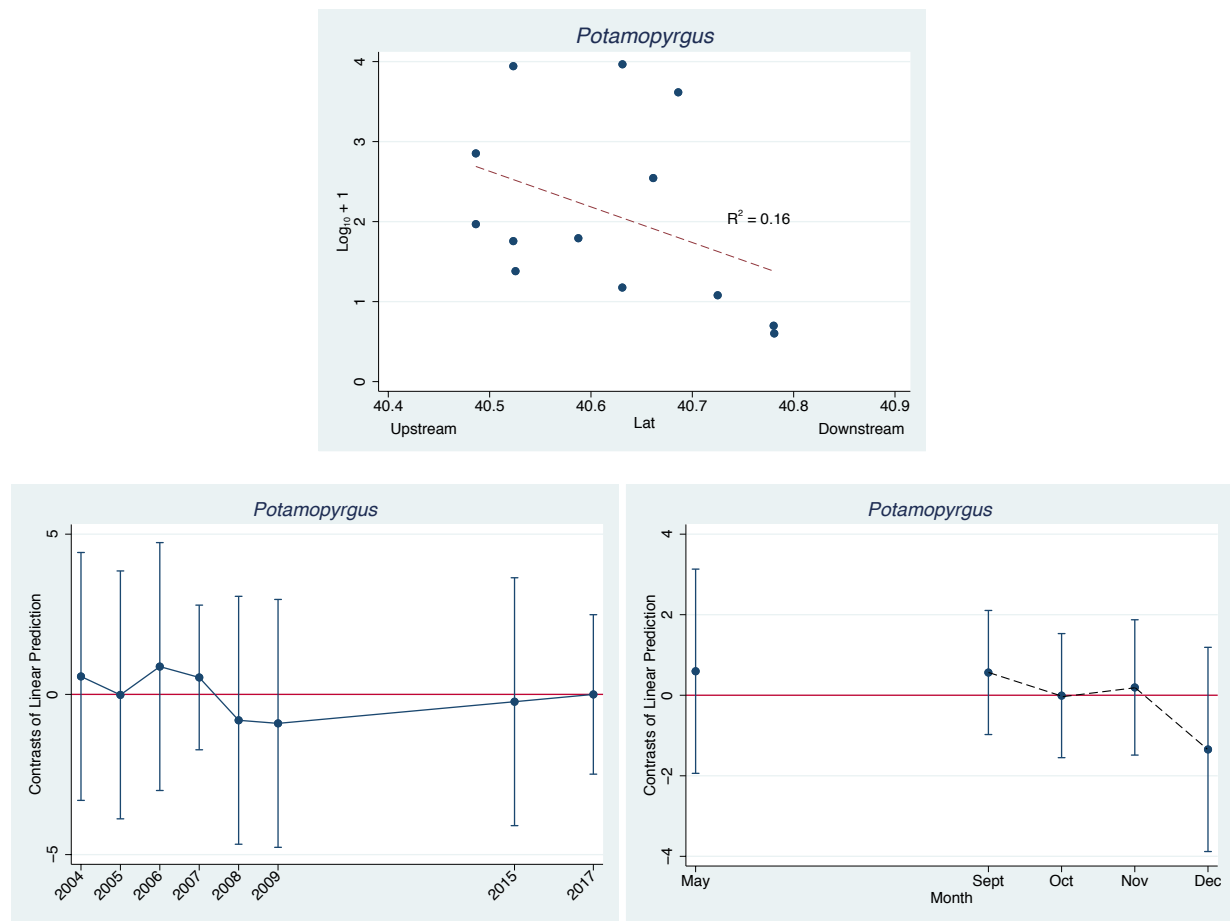 Potamopyrgus
Log₁₀ + 1
4
3
2
1
0
R² = 0.16
40.4 40.5 40.6 40.7 40.8 40.9
Lat
Upstream Downstream
Potamopyrgus
Contrasts of Linear Prediction
5
0
−5
2004 2005 2006 2007 2008 2009 2015 2017
Potamopyrgus
Contrasts of Linear Prediction
4
2
0
−2
−4
May Sept Oct Nov Dec
Month